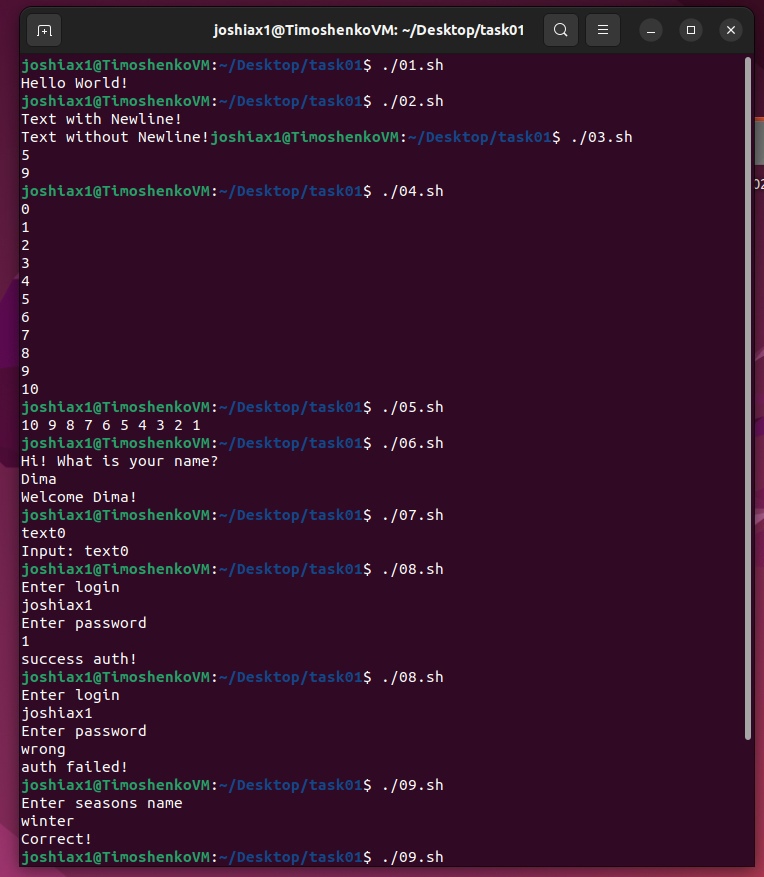 joshiax1@TimoshenkoVM: ~/Desktop/task01
joshiax1@TimoshenkoVM:~/Desktop/task01$ ./01.sh
Hello World!
joshiax1@TimoshenkoVM:~/Desktop/task01$ ./02.sh
Text with Newline!
Text without Newline!joshiax1@TimoshenkoVM:~/Desktop/task01$ ./03.sh
5
9
joshiax1@TimoshenkoVM:~/Desktop/task01$ ./04.sh
0
1
2
3
4
5
6
7
8
9
10
joshiax1@TimoshenkoVM:~/Desktop/task01$ ./05.sh
10 9 8 7 6 5 4 3 2 1
joshiax1@TimoshenkoVM:~/Desktop/task01$ ./06.sh
Hi! What is your name?
Dima
Welcome Dima!
joshiax1@TimoshenkoVM:~/Desktop/task01$ ./07.sh
text0
Input: text0
joshiax1@TimoshenkoVM:~/Desktop/task01$ ./08.sh
Enter login
joshiax1
Enter password
1
success auth!
joshiax1@TimoshenkoVM:~/Desktop/task01$ ./08.sh
Enter login
joshiax1
Enter password
wrong
auth failed!
joshiax1@TimoshenkoVM:~/Desktop/task01$ ./09.sh
Enter seasons name
winter
Correct!
joshiax1@TimoshenkoVM:~/Desktop/task01$ ./09.sh